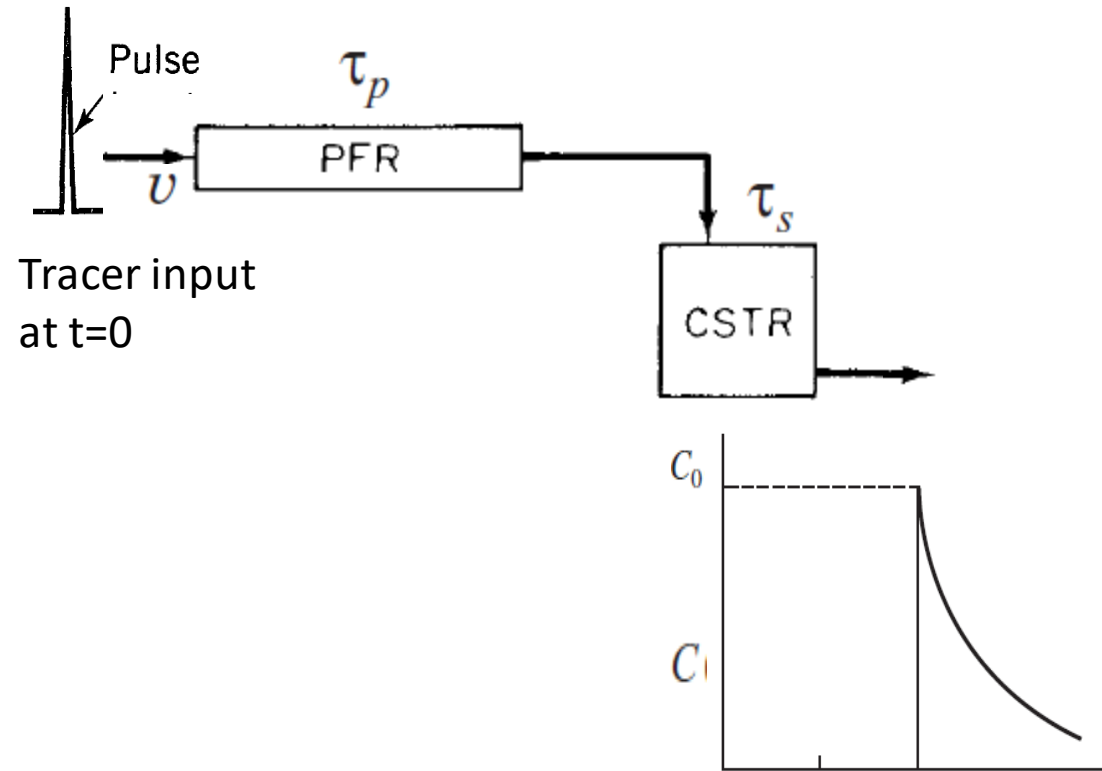 Pulse
τp
PFR
υ
τs
Tracer input
at t=0
CSTR
C0
C